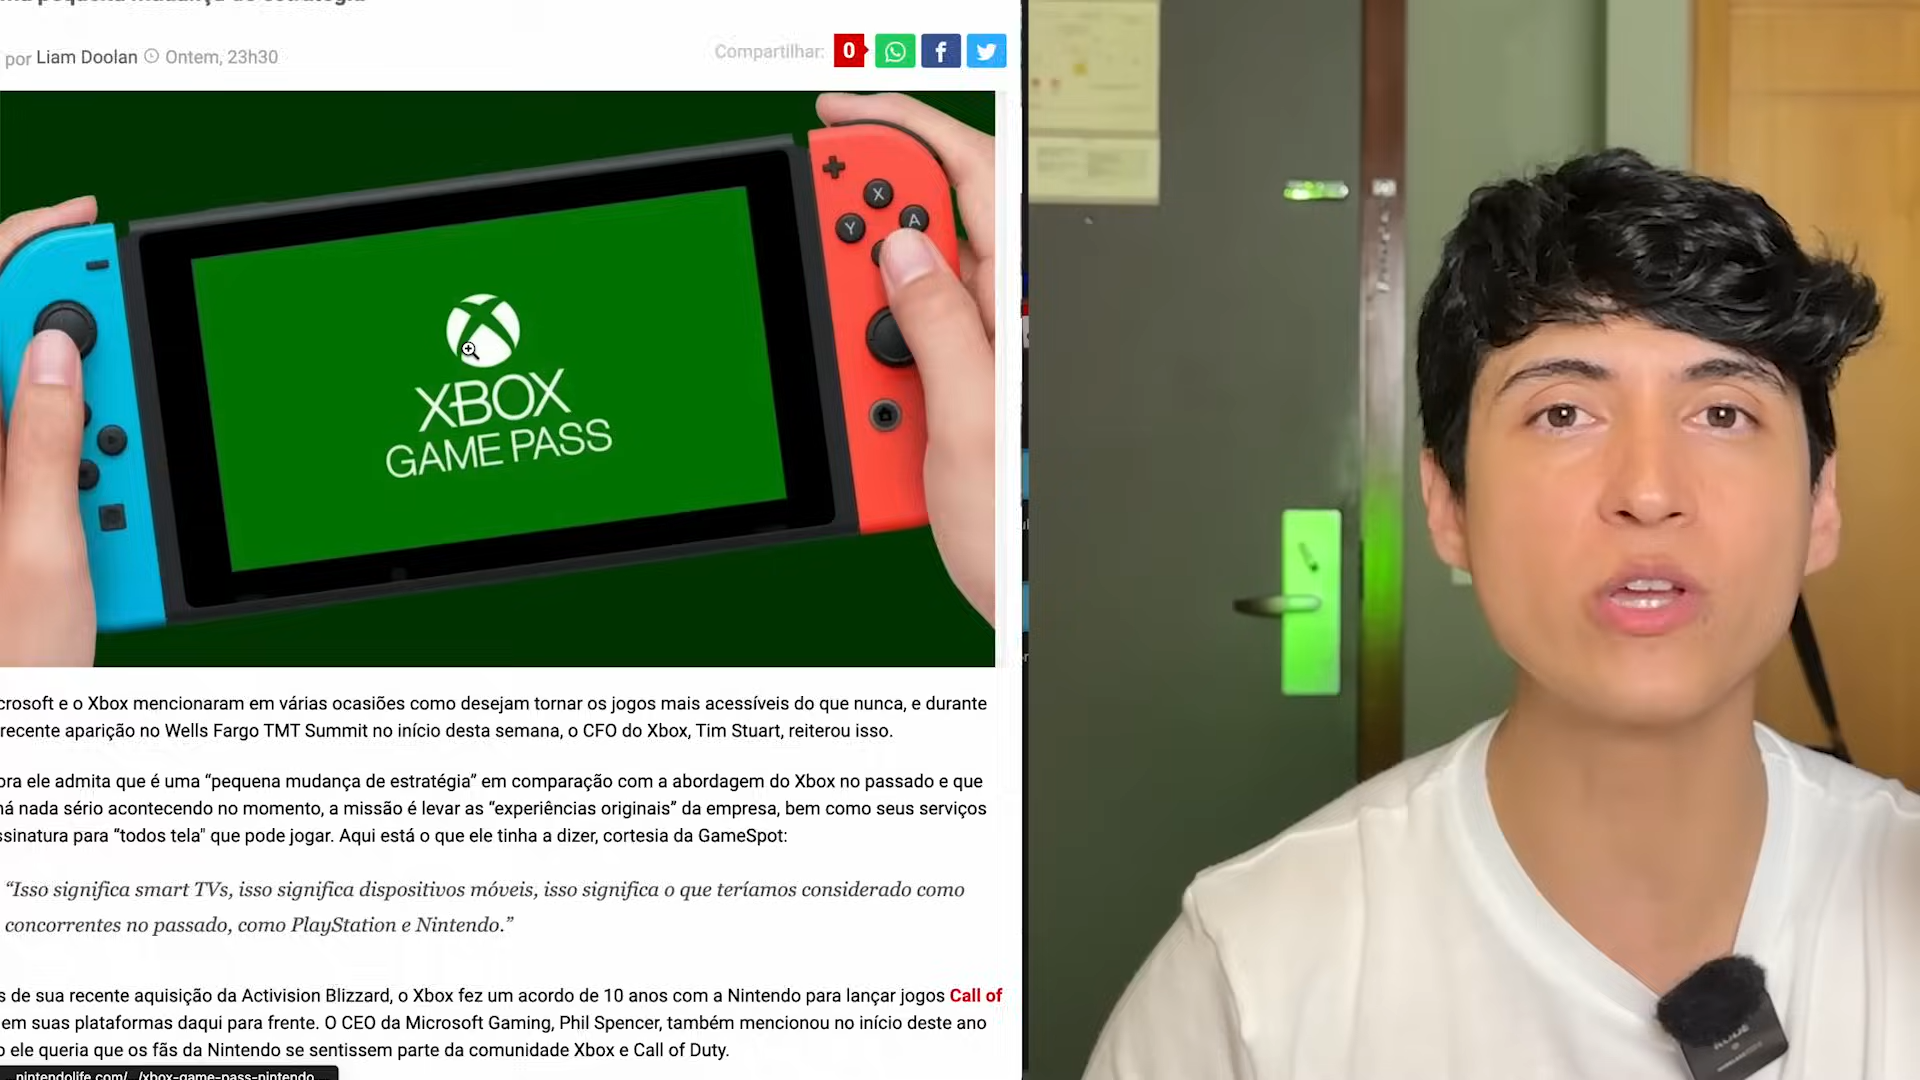 por Liam Doolan Ontem, 23h30
Compartilhar: 0
X
Y A
XBOX
GAME PASS
crosoft e o Xbox mencionaram em várias ocasiões como desejam tornar os jogos mais acessíveis do que nunca, e durante
recente aparição no Wells Fargo TMT Summit no início desta semana, o CFO do Xbox, Tim Stuart, reiterou isso.
ora ele admita que é uma “pequena mudança de estratégia” em comparação com a abordagem do Xbox no passado e que
há nada sério acontecendo no momento, a missão é levar as “experiências originais” da empresa, bem como seus serviços
ssinatura para “todos tela" que pode jogar. Aqui está o que ele tinha a dizer, cortesia da GameSpot:
“Isso significa smart TVs, isso significa dispositivos móveis, isso significa o que teríamos considerado como
concorrentes no passado, como PlayStation e Nintendo.”
s de sua recente aquisição da Activision Blizzard, o Xbox fez um acordo de 10 anos com a Nintendo para lançar jogos Call of
em suas plataformas daqui para frente. O CEO da Microsoft Gaming, Phil Spencer, também mencionou no início deste ano
o ele queria que os fãs da Nintendo se sentissem parte da comunidade Xbox e Call of Duty.
nintendolife.com/…/xbox-game-pass-nintendo…